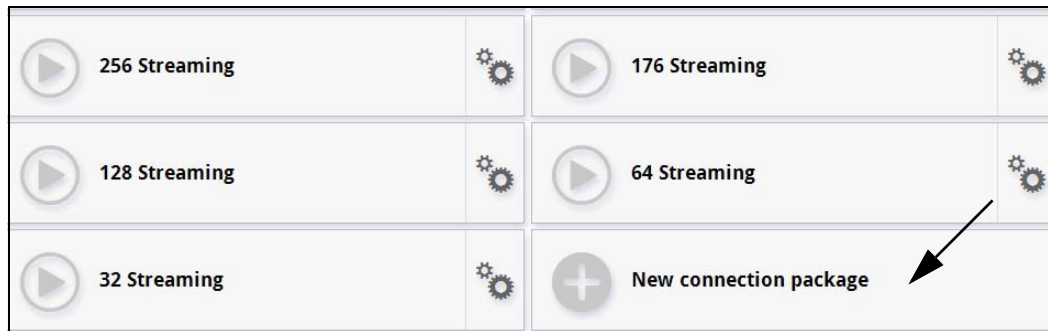 256 Streaming
176 Streaming
128 Streaming
64 Streaming
32 Streaming
New connection package